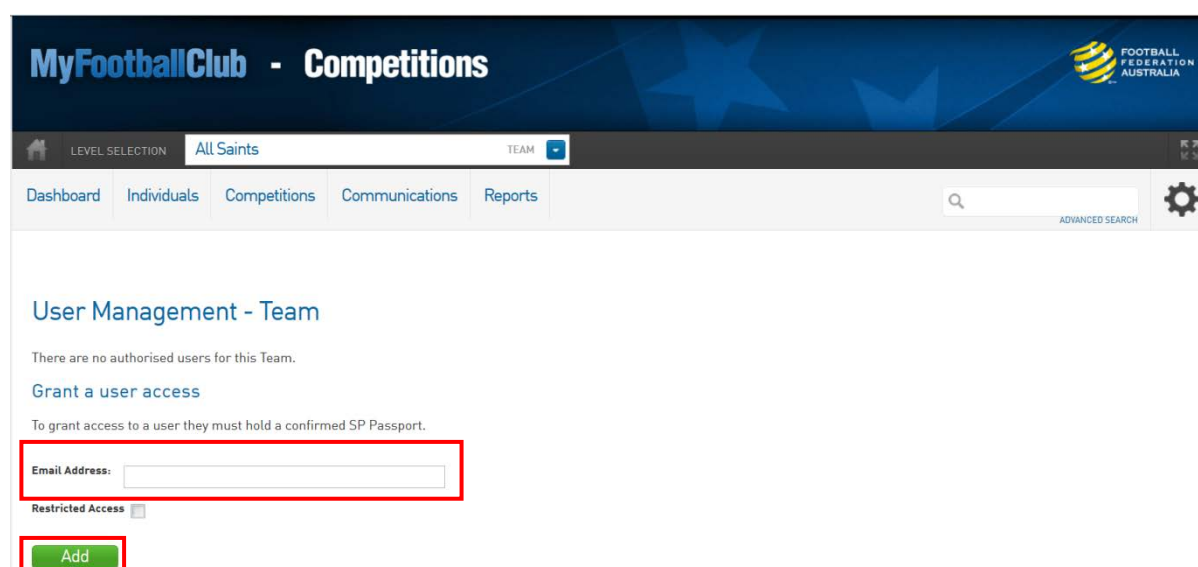 MyFootballClub - Competitions
FOOTBALL
FEDERATION
AUSTRALIA
LEVEL SELECTION All Saints TEAM
Dashboard Individuals Competitions Communications Reports
ADVANCED SEARCH
User Management - Team
There are no authorised users for this Team.
Grant a user access
To grant access to a user they must hold a confirmed SP Passport.
Email Address:
Restricted Access
Add